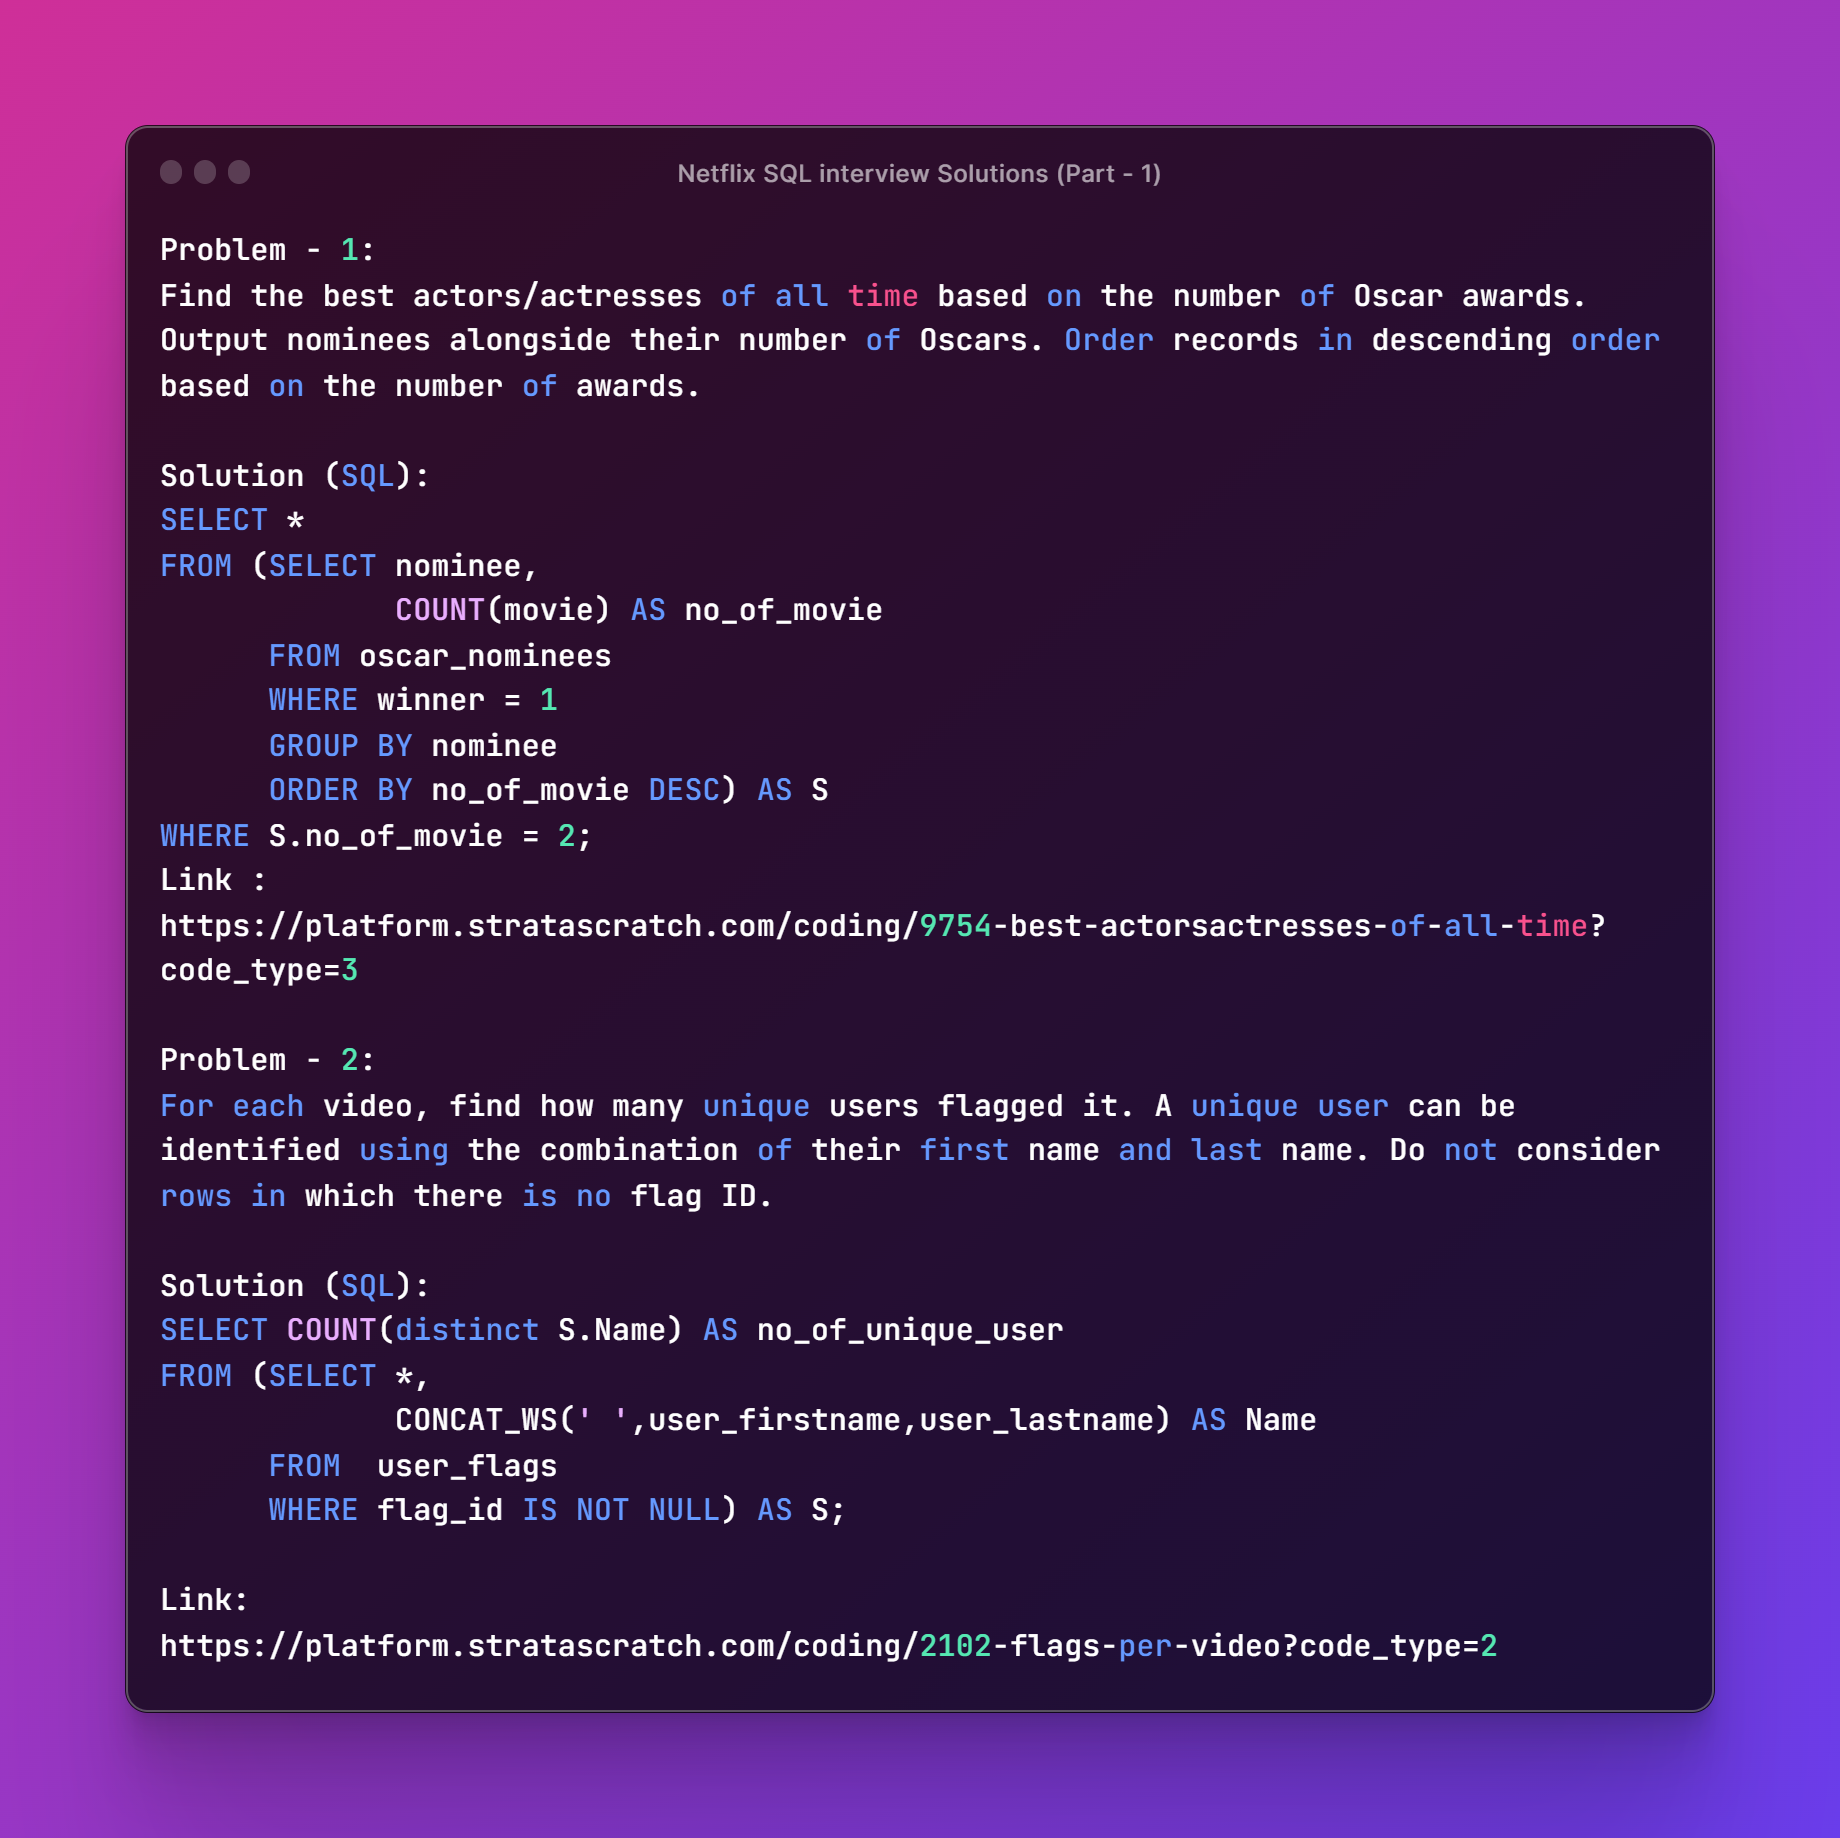 Netflix SQL interview Solutions (Part - 1)
Problem - 1:
Find the best actors/actresses of all time based on the number of Oscar awards.
Output nominees alongside their number of Oscars. Order records in descending order
based on the number of awards.
Solution (SQL):
SELECT *
FROM (SELECT nominee,
             COUNT(movie) AS no_of_movie
      FROM oscar_nominees
      WHERE winner = 1
      GROUP BY nominee
      ORDER BY no_of_movie DESC) AS S
WHERE S.no_of_movie = 2;
Link :
https://platform.stratascratch.com/coding/9754-best-actorsactresses-of-all-time?
code_type=3
Problem - 2:
For each video, find how many unique users flagged it. A unique user can be
identified using the combination of their first name and last name. Do not consider
rows in which there is no flag ID.
Solution (SQL):
SELECT COUNT(distinct S.Name) AS no_of_unique_user
FROM (SELECT *,
             CONCAT_WS(' ',user_firstname,user_lastname) AS Name
      FROM  user_flags
      WHERE flag_id IS NOT NULL) AS S;
Link:
https://platform.stratascratch.com/coding/2102-flags-per-video?code_type=2